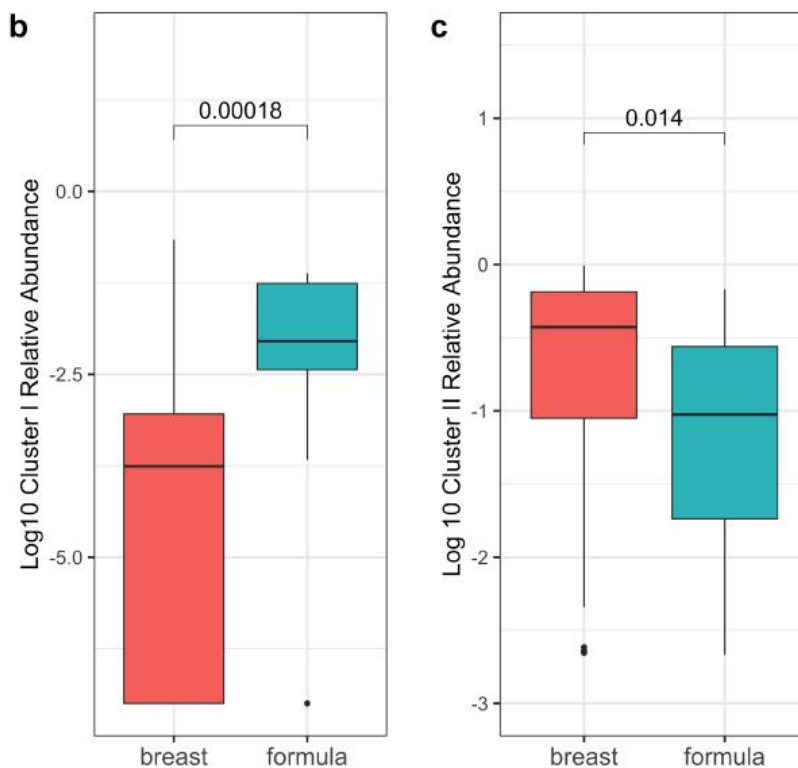 b
0.00018
Log10 Cluster I Relative Abundance
0.0
-2.5
-5.0
breast formula
c
0.014
Log 10 Cluster II Relative Abundance
1
0
-1
-2
-3
breast formula